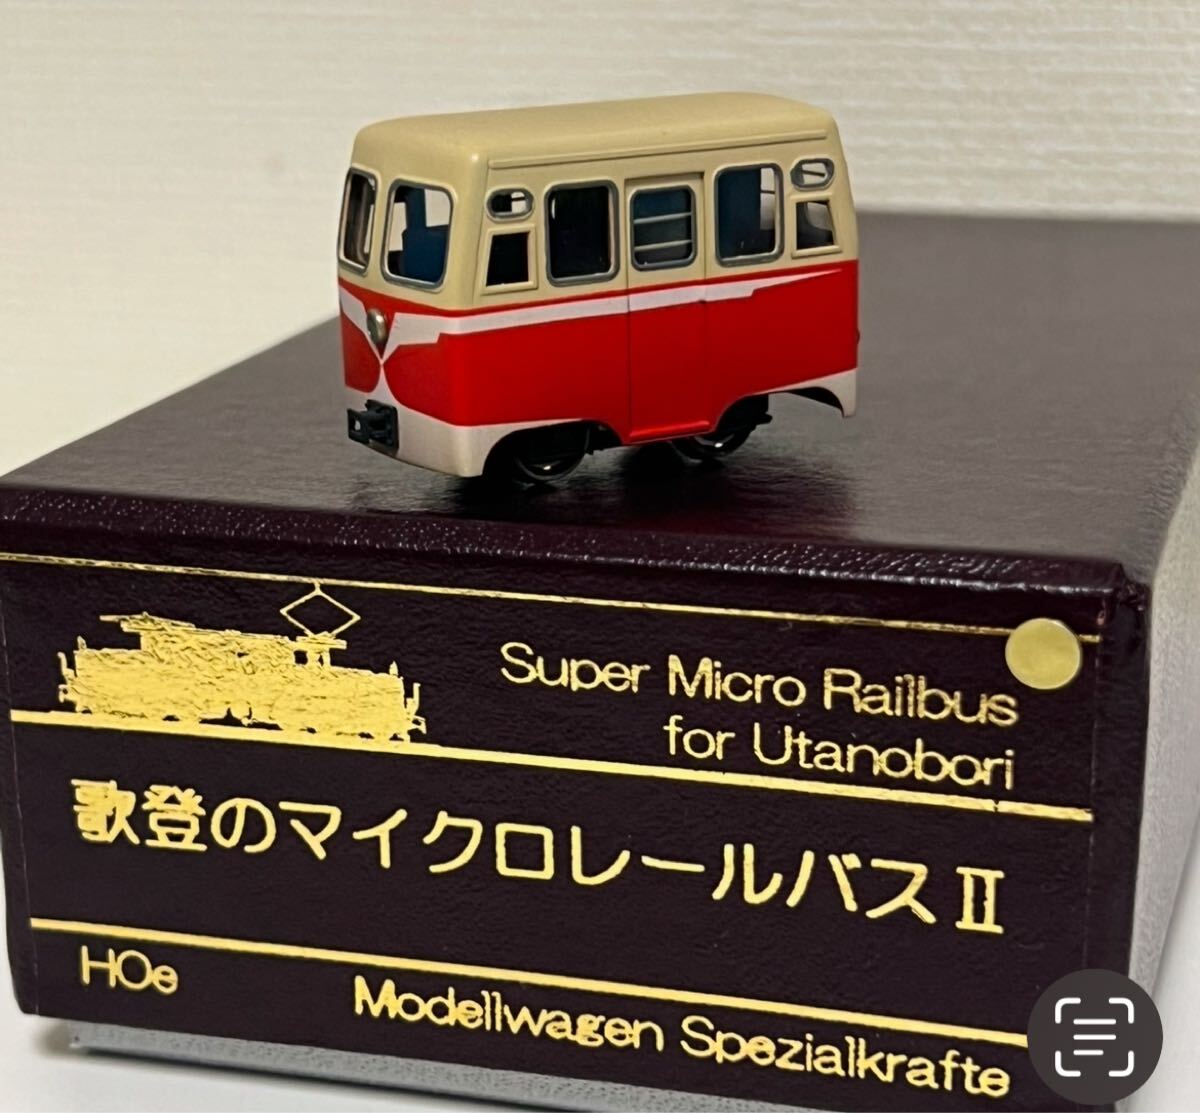 Super Micro Railbus
for Utanobori
歌登のマイクロレールバスⅡ
HOe Modellwagen Spezialkrafte